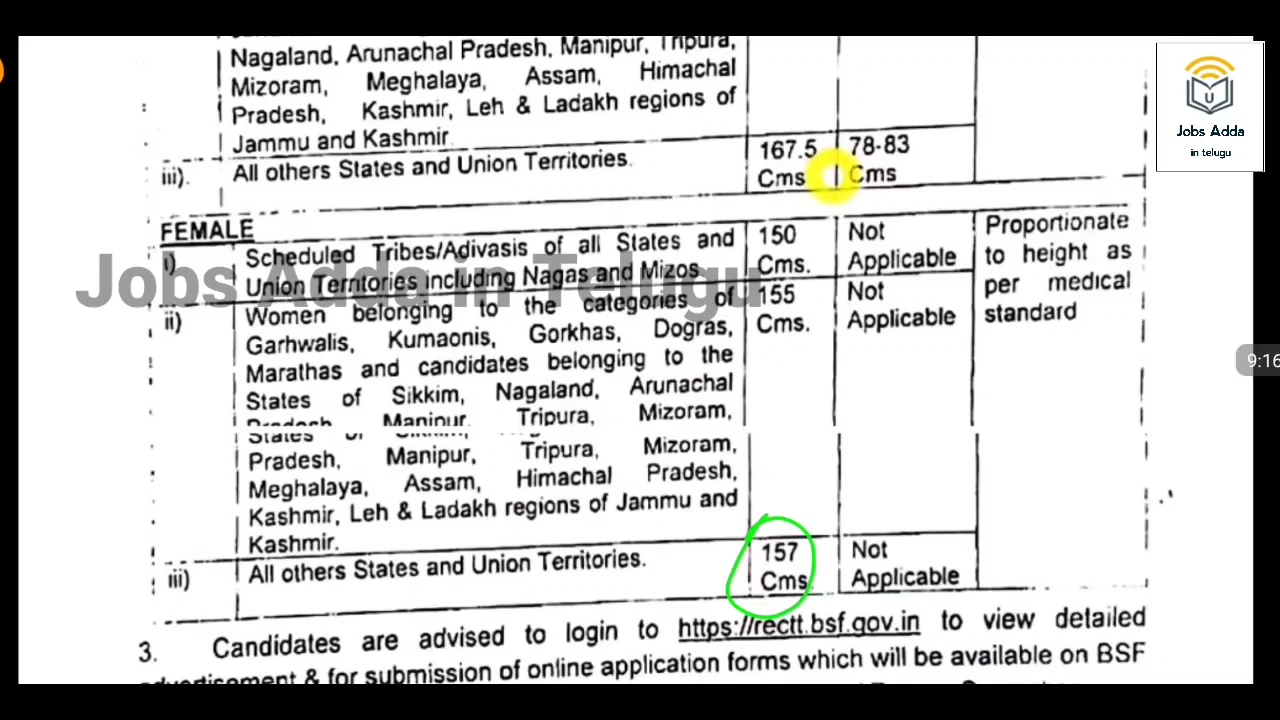 Nagaland, Arunachal Pradesh, Manipur, Tripura,
Mizoram, Meghalaya, Assam, Himachal
Pradesh, Kashmir, Leh & Ladakh regions of
Jammu and Kashmir.
iii). All others States and Union Territories. 167.5 Cms 78-83 Cms
FEMALE
i) Scheduled Tribes/Adivasis of all States and
Union Territories including Nagas and Mizos.
150 Cms.
Not Applicable
Proportionate
to height as
per medical
standard
ii) Women belonging to the categories of
Garhwalis, Kumaonis, Gorkhas, Dogras,
Marathas and candidates belonging to the
States of Sikkim, Nagaland, Arunachal
Pradesh Manipur, Tripura, Mizoram,
155 Cms.
Not Applicable
States of
Pradesh, Manipur, Tripura, Mizoram,
Meghalaya, Assam, Himachal Pradesh,
Kashmir, Leh & Ladakh regions of Jammu and
Kashmir.
iii) All others States and Union Territories. 157 Cms Not Applicable
3. Candidates are advised to login to https://rectt.bsf.gov.in to view detailed
advertisement & for submission of online application forms which will be available on BSF
Jobs Adda in Telugu
U
Jobs Adda
in telugu
9:16